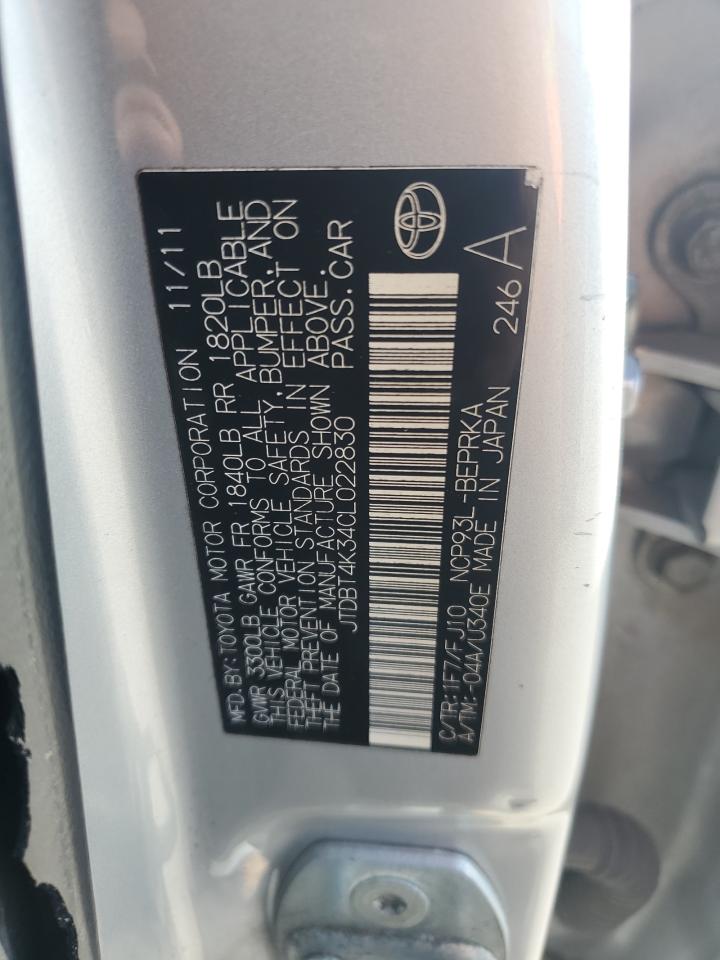 MFD. BY: TOYOTA MOTOR CORPORATION 11/11
GVWR 3300LB GAWR FR 1840LB RR 1820LB
THIS VEHICLE CONFORMS TO ALL APPLICABLE
FEDERAL MOTOR VEHICLE SAFETY, BUMPER, AND
THEFT PREVENTION STANDARDS IN EFFECT ON
THE DATE OF MANUFACTURE SHOWN ABOVE.
JTDBT4K34CL022830 PASS. CAR
C/TR: 1F7/FJ10 NCP93L-BEPRKA
A/TM: -04A/U340E MADE IN JAPAN
246 A